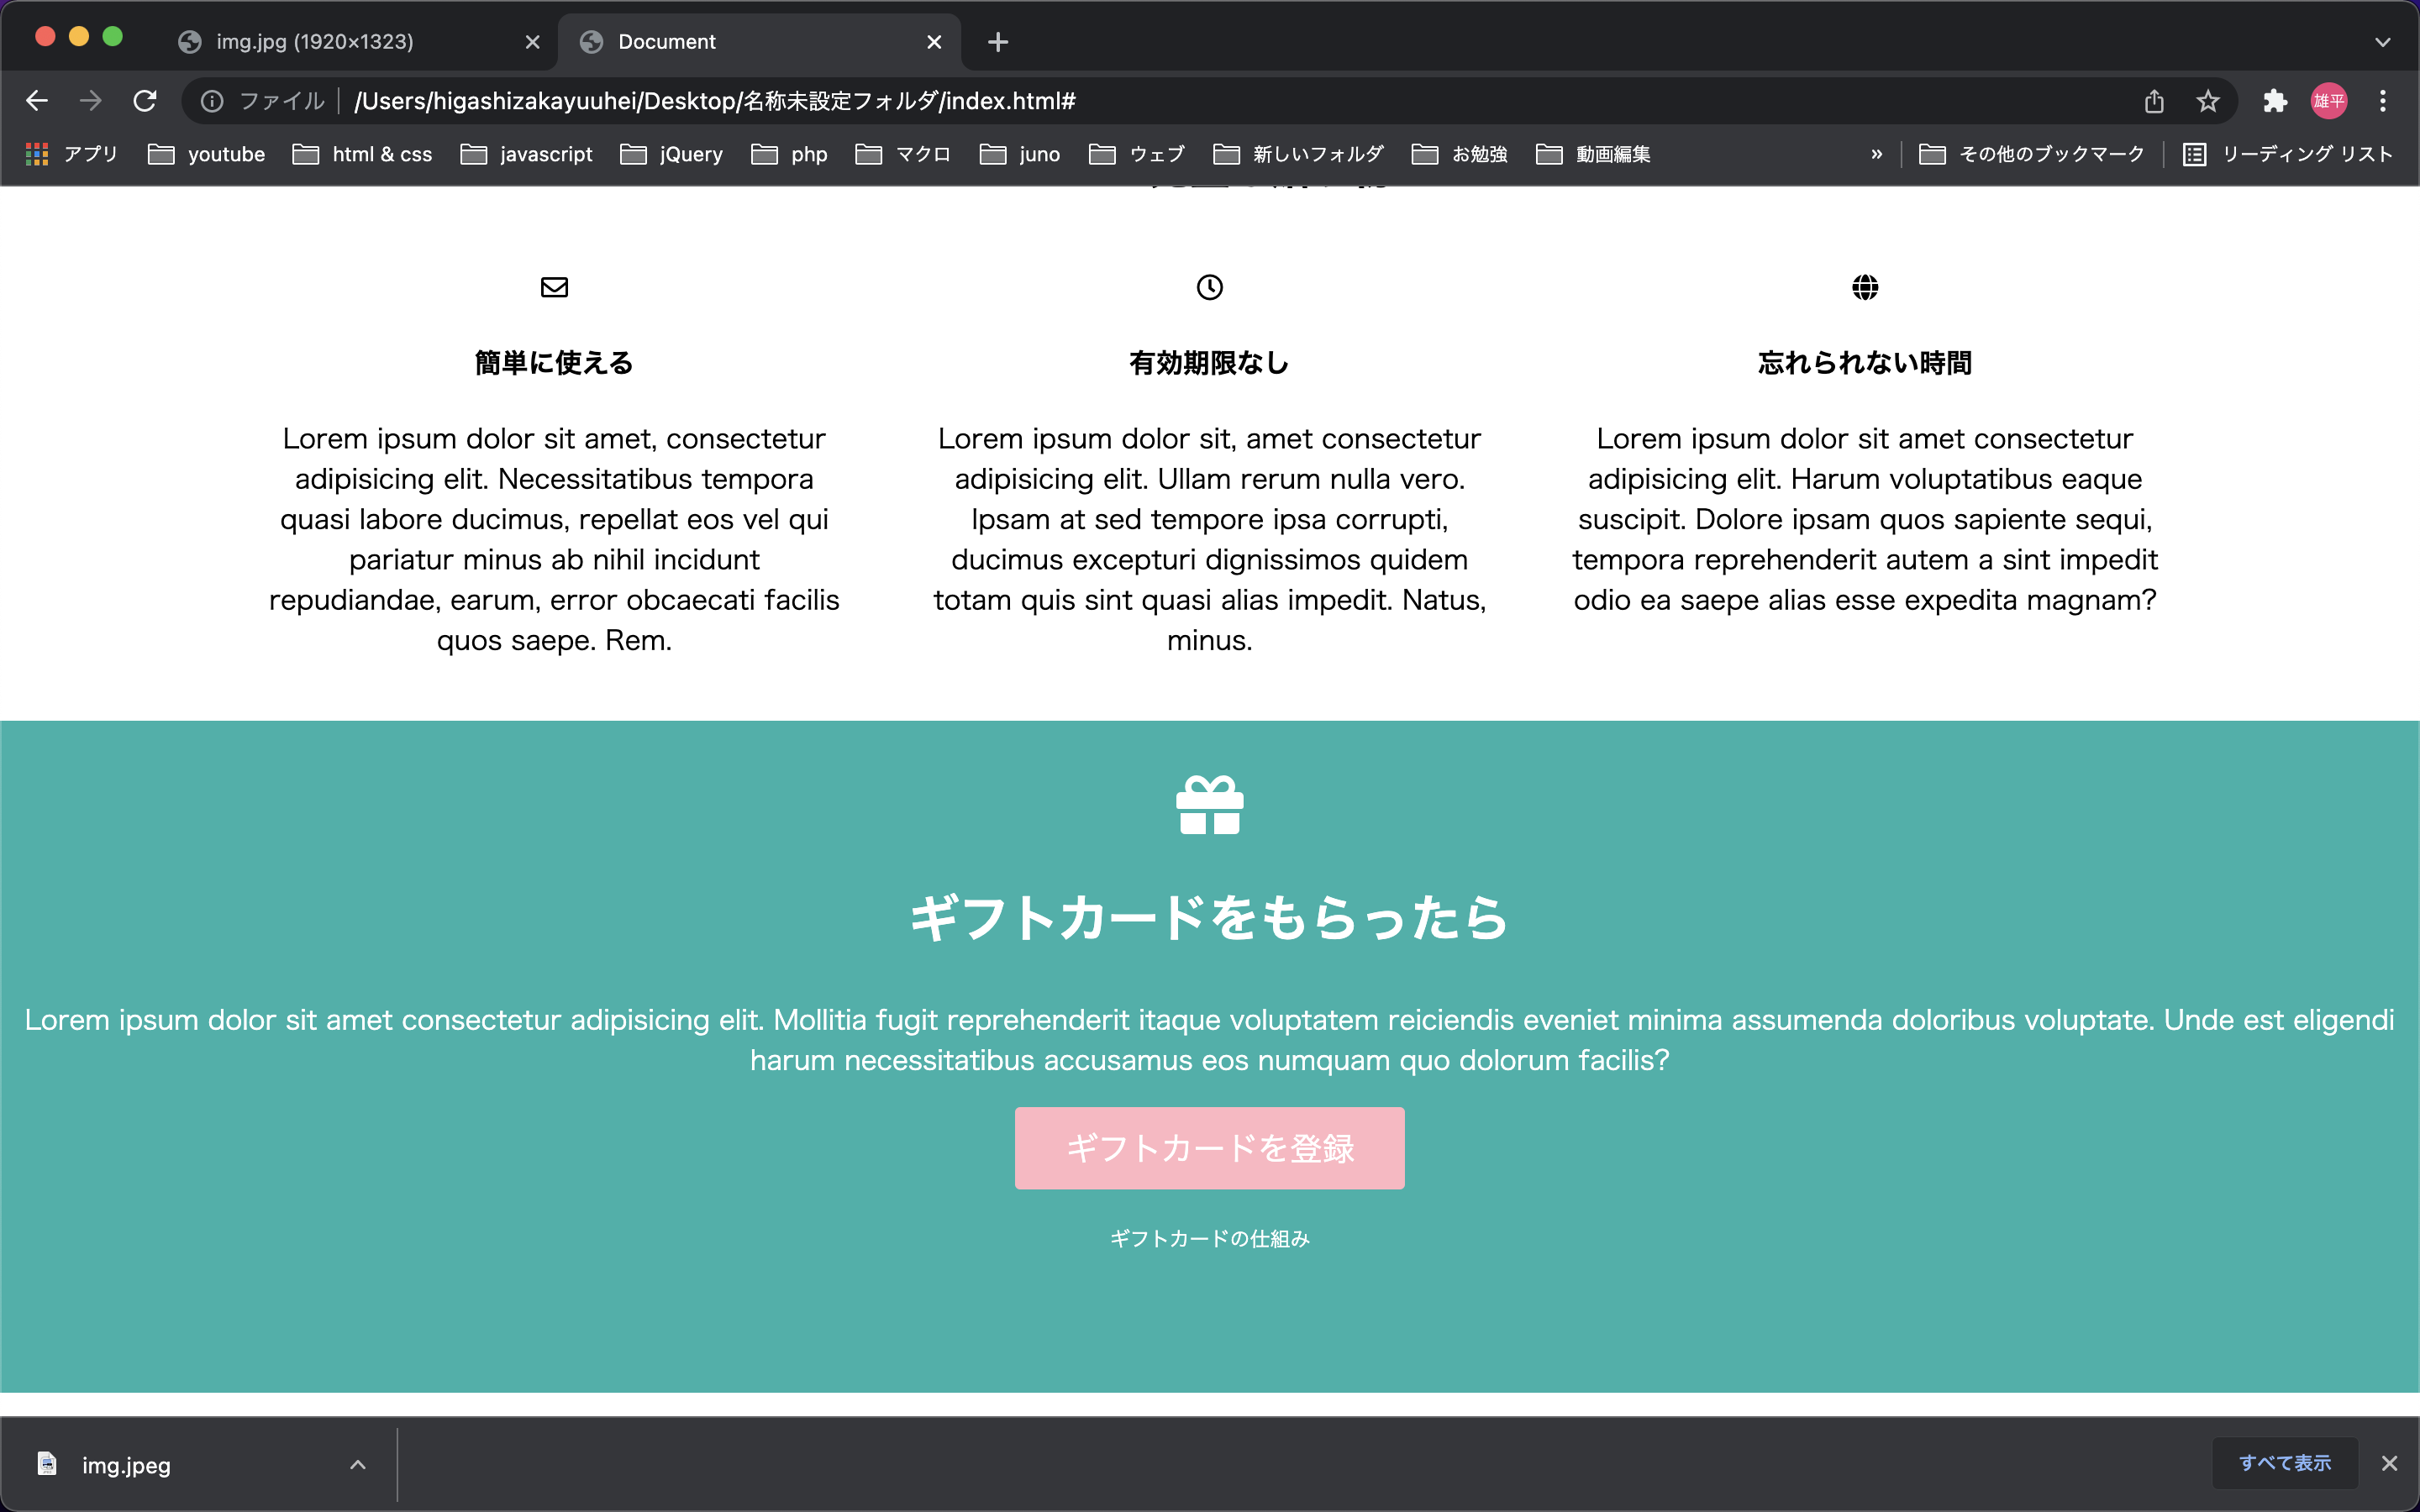 img.jpg (1920×1323)
Document
ファイル
/Users/higashizakayuuhei/Desktop/名称未設定フォルダ/index.html#
雄平
アプリ
youtube
html & css
javascript
jQuery
php
マクロ
juno
ウェブ
新しいフォルダ
お勉強
動画編集
»
その他のブックマーク
リーディング リスト
簡単に使える
Lorem ipsum dolor sit amet, consectetur
adipisicing elit. Necessitatibus tempora
quasi labore ducimus, repellat eos vel qui
pariatur minus ab nihil incidunt
repudiandae, earum, error obcaecati facilis
quos saepe. Rem.
有効期限なし
Lorem ipsum dolor sit, amet consectetur
adipisicing elit. Ullam rerum nulla vero.
Ipsam at sed tempore ipsa corrupti,
ducimus excepturi dignissimos quidem
totam quis sint quasi alias impedit. Natus,
minus.
忘れられない時間
Lorem ipsum dolor sit amet consectetur
adipisicing elit. Harum voluptatibus eaque
suscipit. Dolore ipsam quos sapiente sequi,
tempora reprehenderit autem a sint impedit
odio ea saepe alias esse expedita magnam?
ギフトカードをもらったら
Lorem ipsum dolor sit amet consectetur adipisicing elit. Mollitia fugit reprehenderit itaque voluptatem reiciendis eveniet minima assumenda doloribus voluptate. Unde est eligendi
harum necessitatibus accusamus eos numquam quo dolorum facilis?
ギフトカードを登録
ギフトカードの仕組み
img.jpeg
すべて表示